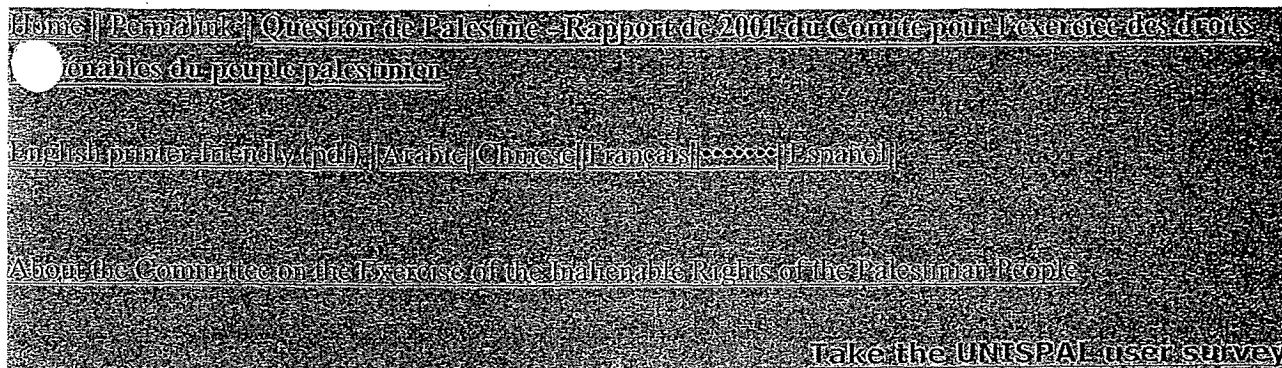 Home || Permalink || Question de Palestine - Rapport de 2001 du Comité pour l'exercice des droits
du peuple palestinien
English printer-friendly (pdf) || Arabic || Chinese || Français || || Español ||
About the Committee on the Exercise of the Inalienable Rights of the Palestinian People
Take the UNISPAL user survey